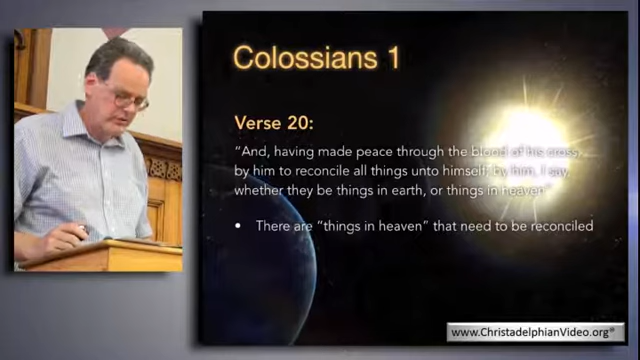 Colossians 1
Verse 20:
"And, having made peace through the blood of his cross,
by him to reconcile all things unto himself; by him, I say,
whether they be things in earth, or things in heaven"
• There are "things in heaven" that need to be reconciled
www.ChristadelphianVideo.org®